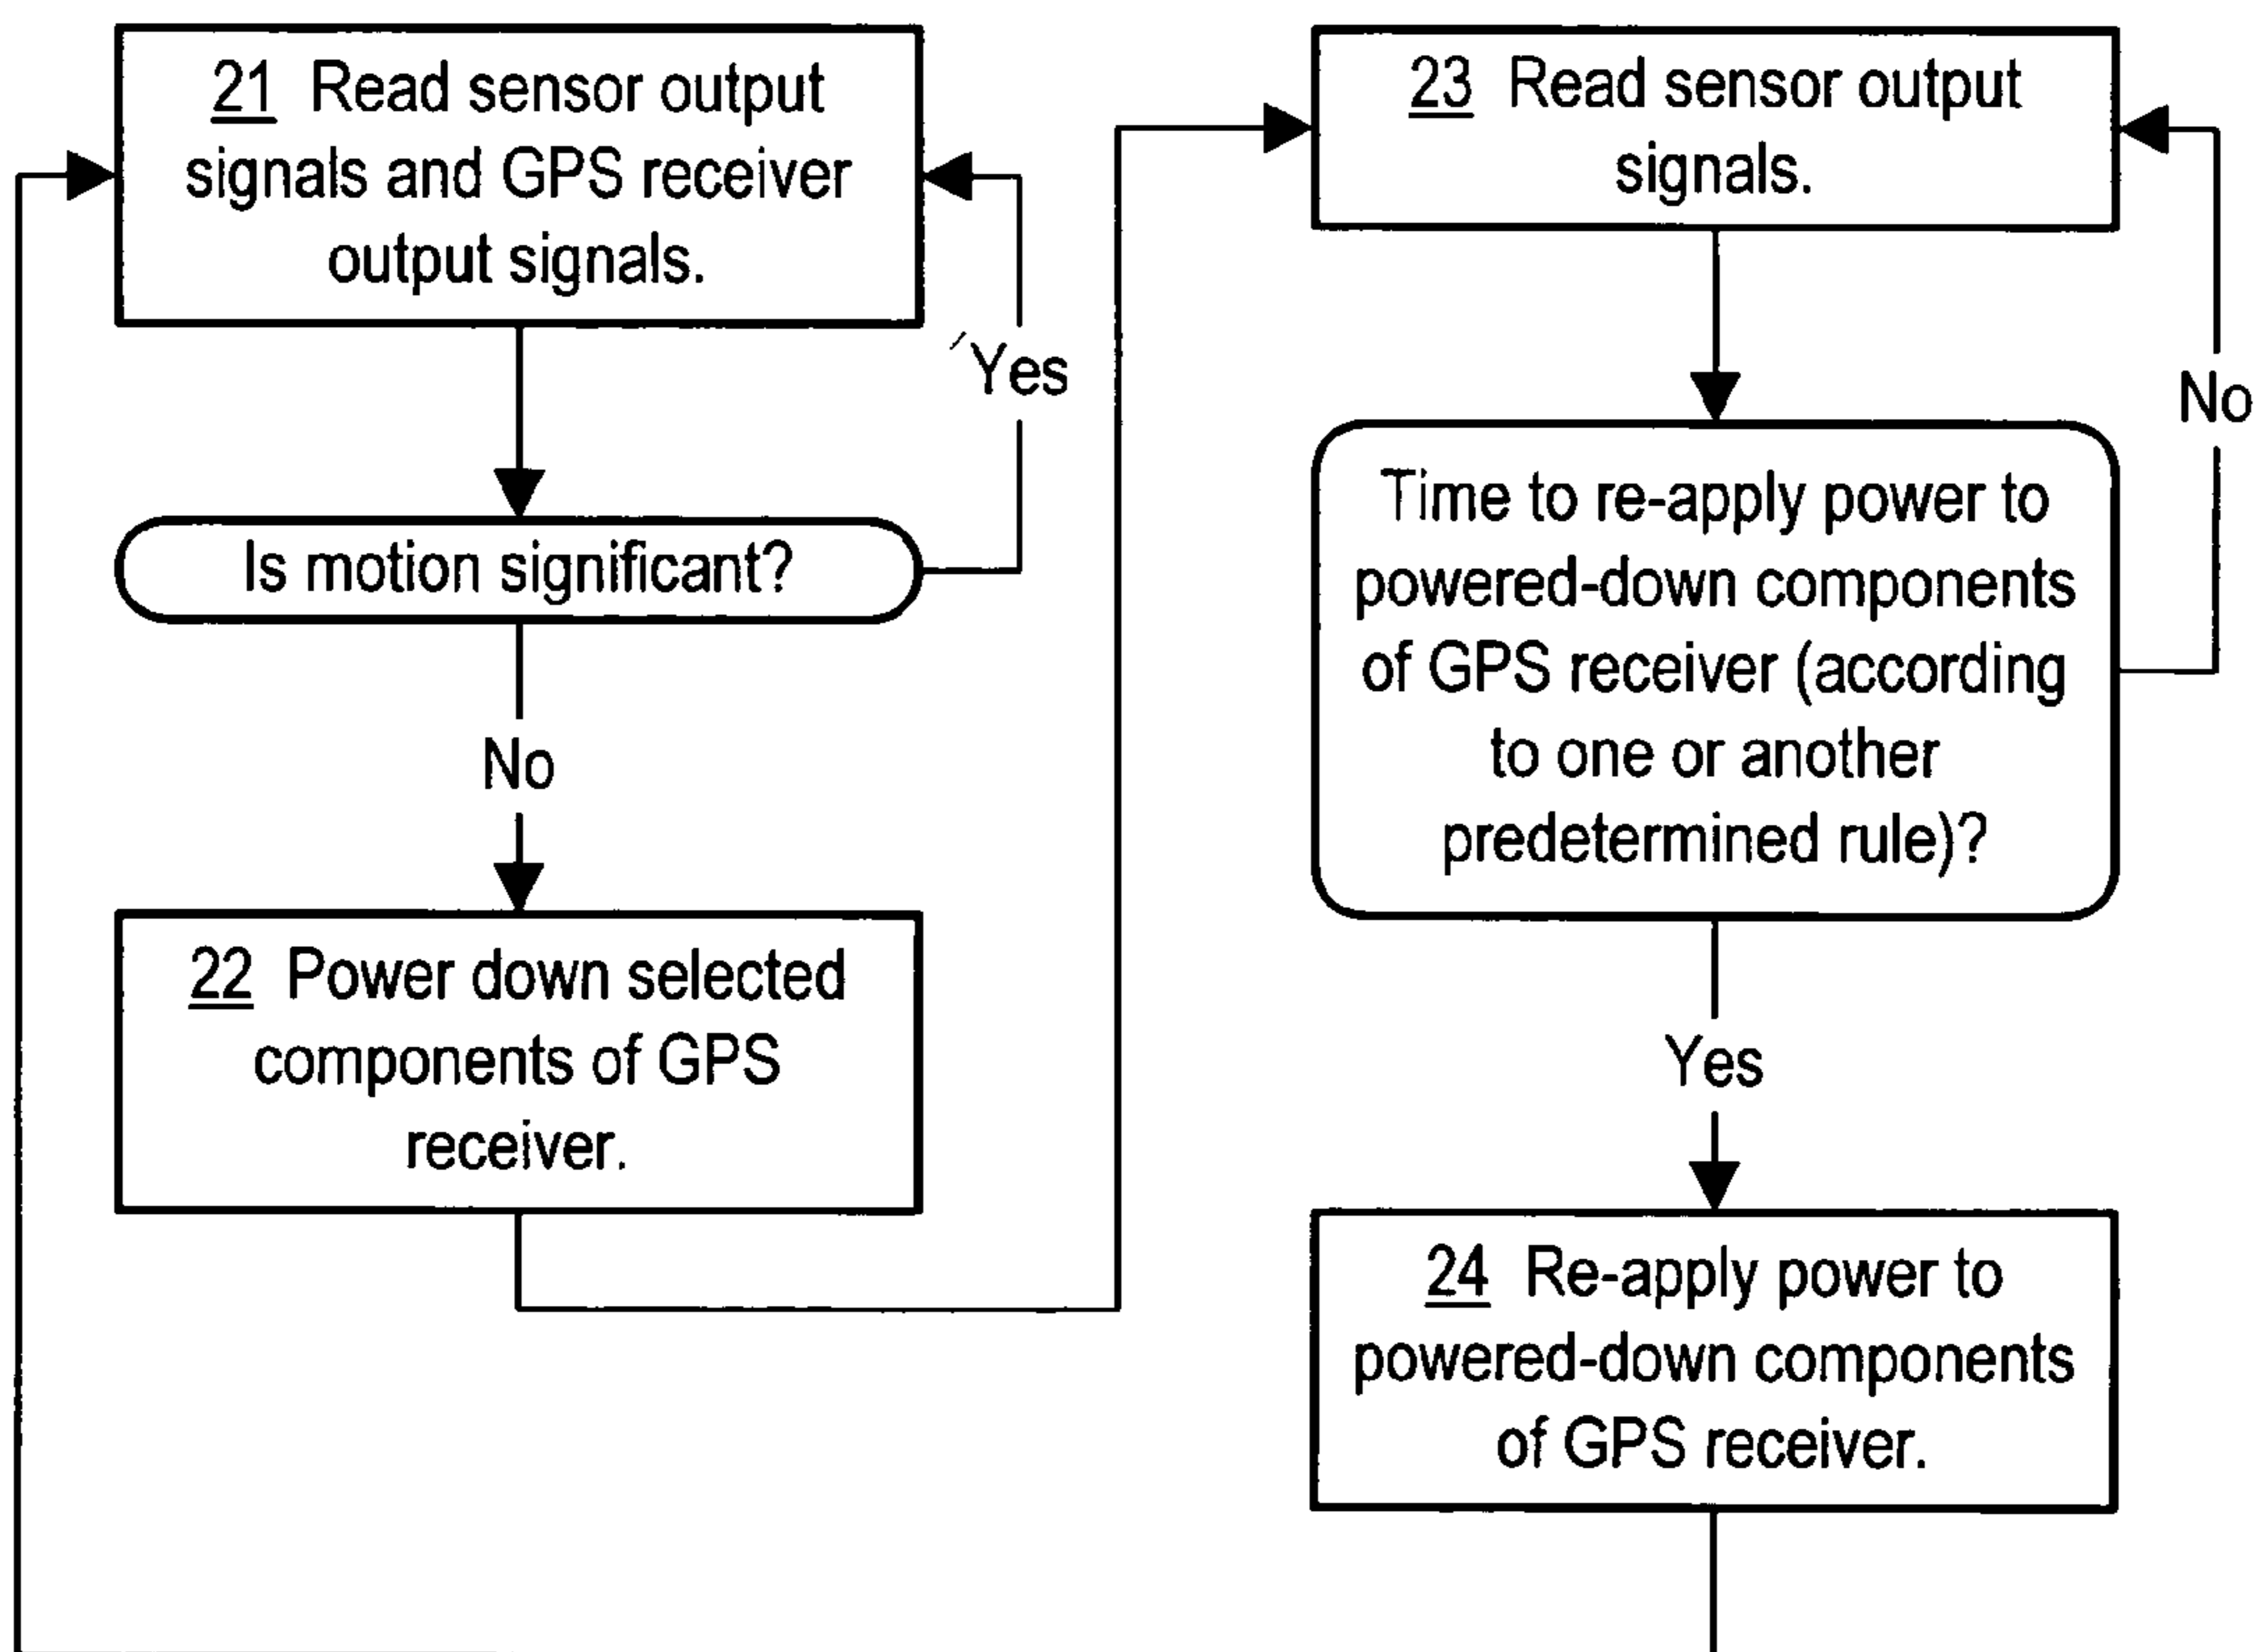 21 Read sensor output
signals and GPS receiver
output signals.
Yes
Is motion significant?
No
22 Power down selected
components of GPS
receiver.
23 Read sensor output
signals.
No
Time to re-apply power to
powered-down components
of GPS receiver (according
to one or another
predetermined rule)?
Yes
24 Re-apply power to
powered-down components
of GPS receiver.